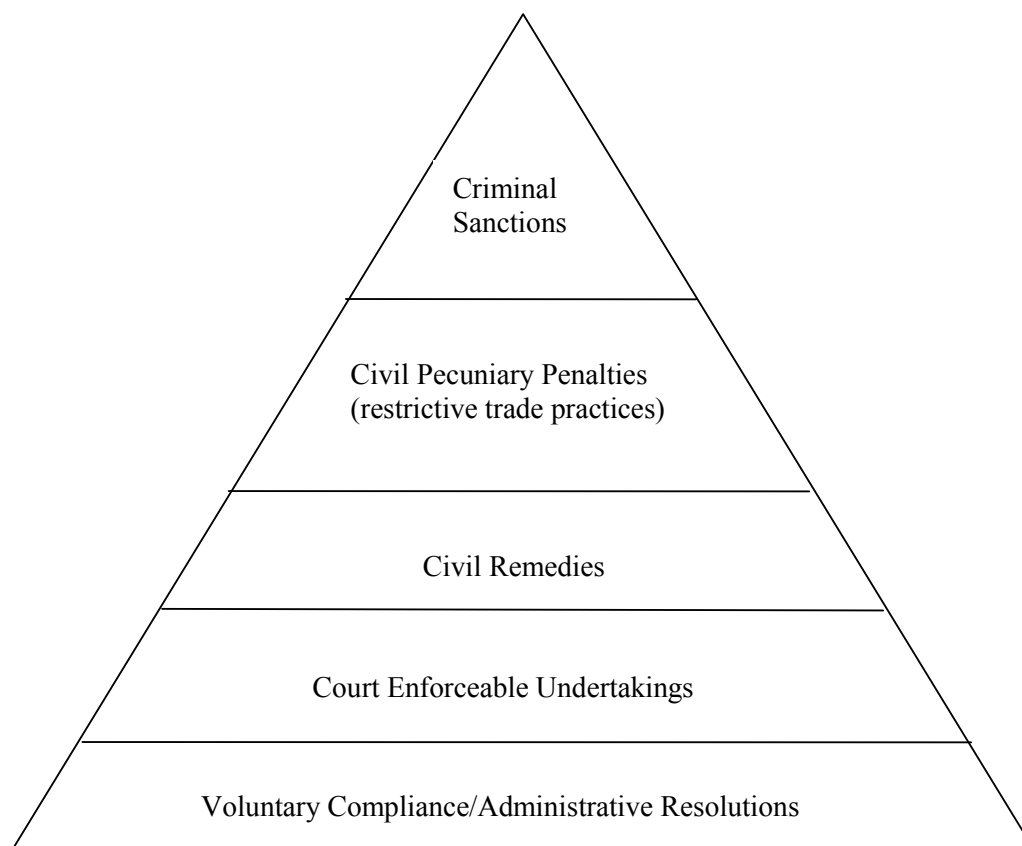 Criminal
Sanctions
Civil Pecuniary Penalties
(restrictive trade practices)
Civil Remedies
Court Enforceable Undertakings
Voluntary Compliance/Administrative Resolutions